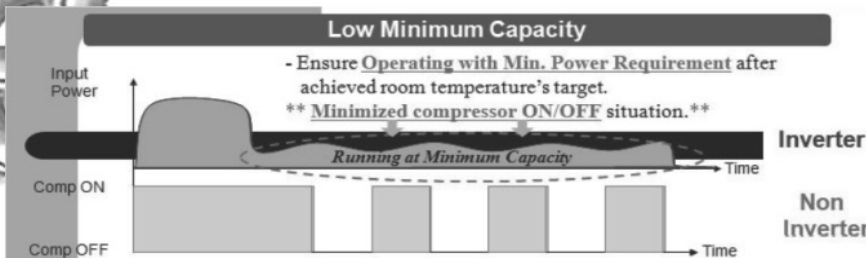 Low Minimum Capacity
- Ensure Operating with Min. Power Requirement after
achieved room temperature's target.
** Minimized compressor ON/OFF situation.**
Input
Power
Running at Minimum Capacity
Inverter
Time
Comp ON
Non
Inverter
Comp OFF
Time